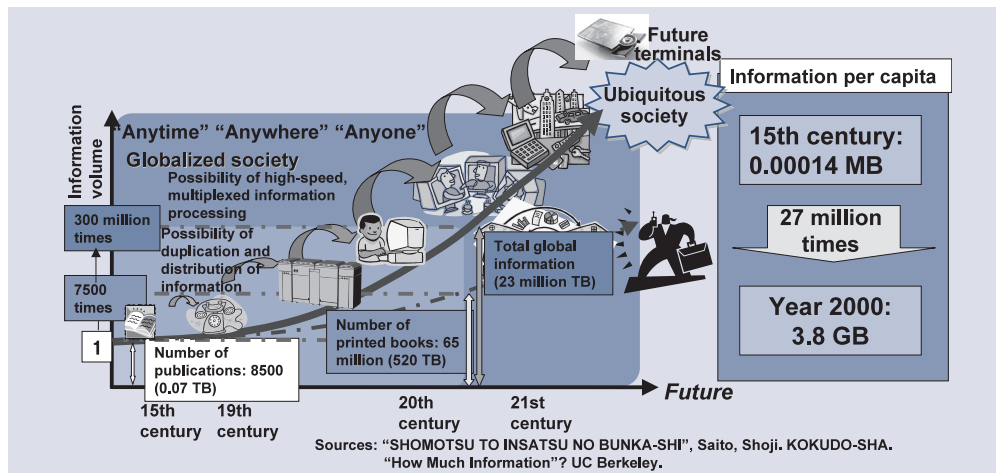 Future
terminals
Information per capita
Ubiquitous
society
"Anytime" "Anywhere" "Anyone"
Globalized society
Information
volume
Possibility of high-speed,
multiplexed information
processing
15th century:
0.00014 MB
300 million
times
Possibility of
duplication and
distribution of
information
27 million
times
Total global
information
(23 million TB)
7500
times
Year 2000:
3.8 GB
Number of
printed books: 65
million (520 TB)
1
Number of
publications: 8500
(0.07 TB)
Future
15th
century
19th
century
20th
century
21st
century
Sources: "SHOMOTSU TO INSATSU NO BUNKA-SHI", Saito, Shoji. KOKUDO-SHA.
"How Much Information"? UC Berkeley.